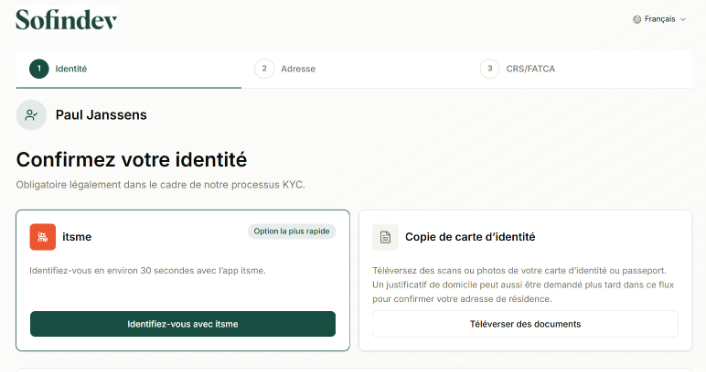 Sofindev
Français
1 Identité
2 Adresse
3 CRS/FATCA
Paul Janssens
Confirmez votre identité
Obligatoire légalement dans le cadre de notre processus KYC.
itsme
Option la plus rapide
Identifiez-vous en environ 30 secondes avec l’app itsme.
Identifiez-vous avec itsme
Copie de carte d’identité
Téléversez des scans ou photos de votre carte d’identité ou passeport.
Un justificatif de domicile peut aussi être demandé plus tard dans ce flux
pour confirmer votre adresse de résidence.
Téléverser des documents